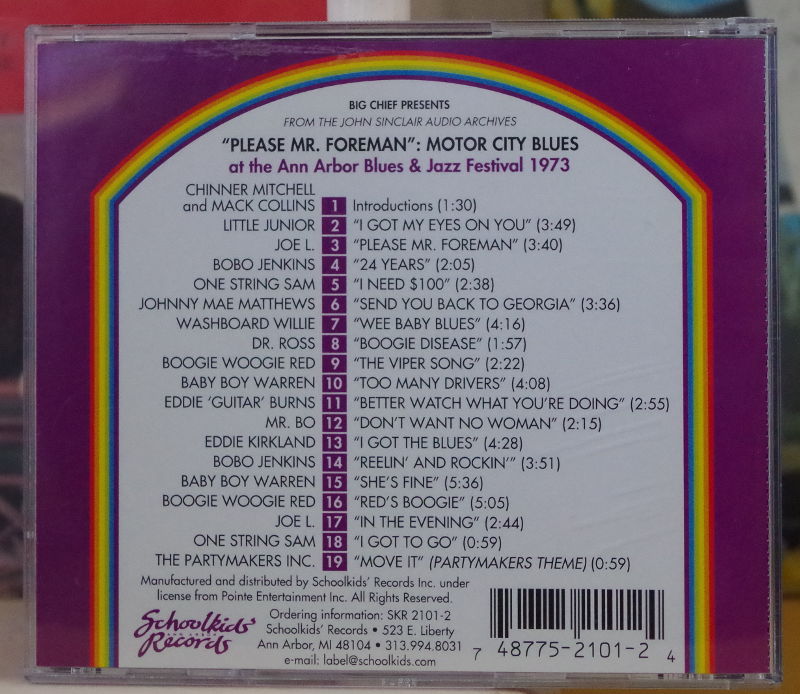 BIG CHIEF PRESENTS
FROM THE JOHN SINCLAIR AUDIO ARCHIVES
"PLEASE MR. FOREMAN": MOTOR CITY BLUES
at the Ann Arbor Blues & Jazz Festival 1973
CHINNER MITCHELL
and MACK COLLINS 1 Introductions (1:30)
LITTLE JUNIOR 2 "I GOT MY EYES ON YOU" (3:49)
JOE L. 3 "PLEASE MR. FOREMAN" (3:40)
BOBO JENKINS 4 "24 YEARS" (2:05)
ONE STRING SAM 5 "I NEED $100" (2:38)
JOHNNY MAE MATTHEWS 6 "SEND YOU BACK TO GEORGIA" (3:36)
WASHBOARD WILLIE 7 "WEE BABY BLUES" (4:16)
DR. ROSS 8 "BOOGIE DISEASE" (1:57)
BOOGIE WOOGIE RED 9 "THE VIPER SONG" (2:22)
BABY BOY WARREN 10 "TOO MANY DRIVERS" (4:08)
EDDIE 'GUITAR' BURNS 11 "BETTER WATCH WHAT YOU'RE DOING" (2:55)
MR. BO 12 "DON'T WANT NO WOMAN" (2:15)
EDDIE KIRKLAND 13 "I GOT THE BLUES" (4:28)
BOBO JENKINS 14 "REELIN' AND ROCKIN'" (3:51)
BABY BOY WARREN 15 "SHE'S FINE" (5:36)
BOOGIE WOOGIE RED 16 "RED'S BOOGIE" (5:05)
JOE L. 17 "IN THE EVENING" (2:44)
ONE STRING SAM 18 "I GOT TO GO" (0:59)
THE PARTYMAKERS INC. 19 "MOVE IT" (PARTYMAKERS THEME) (0:59)
Manufactured and distributed by Schoolkids' Records Inc. under
license from Pointe Entertainment Inc. All Rights Reserved.
Schoolkids'
Records
Ordering information: SKR 2101-2
Schoolkids' Records • 523 E. Liberty
Ann Arbor, MI 48104 • 313.994.8031
e-mail: label@schoolkids.com
7 48775-2101-2 4